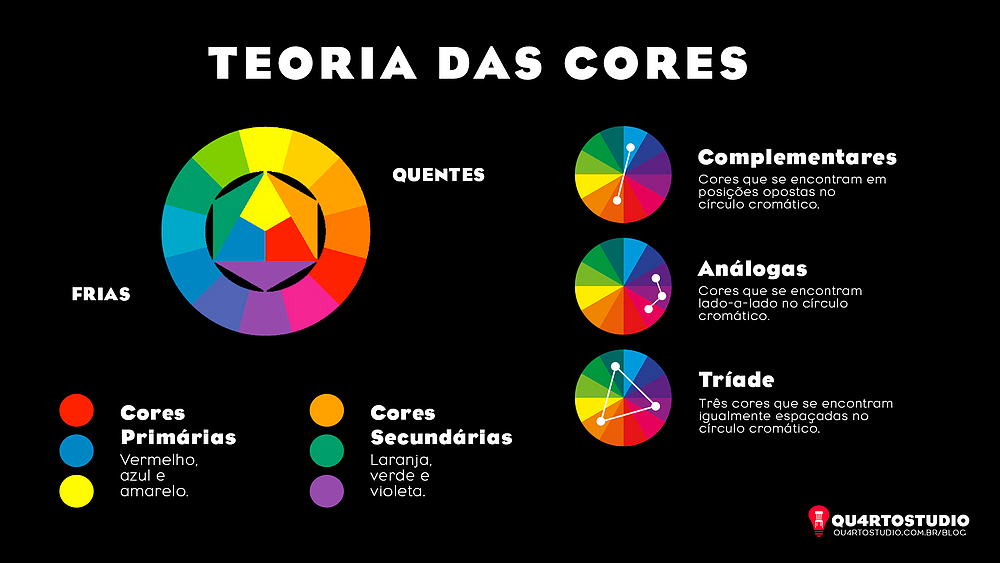 TEORIA DAS CORES
QUENTES
FRIAS
Cores
Primárias
Vermelho,
azul e
amarelo.
Cores
Secundárias
Laranja,
verde e
violeta.
Complementares
Cores que se encontram em
posições opostas no
círculo cromático.
Análogas
Cores que se encontram
lado-a-lado no círculo
cromático.
Tríade
Três cores que se encontram
igualmente espaçadas no
círculo cromático.
QU4RTOSTUDIO
QU4RTOSTUDIO.COM.BR/BLOG